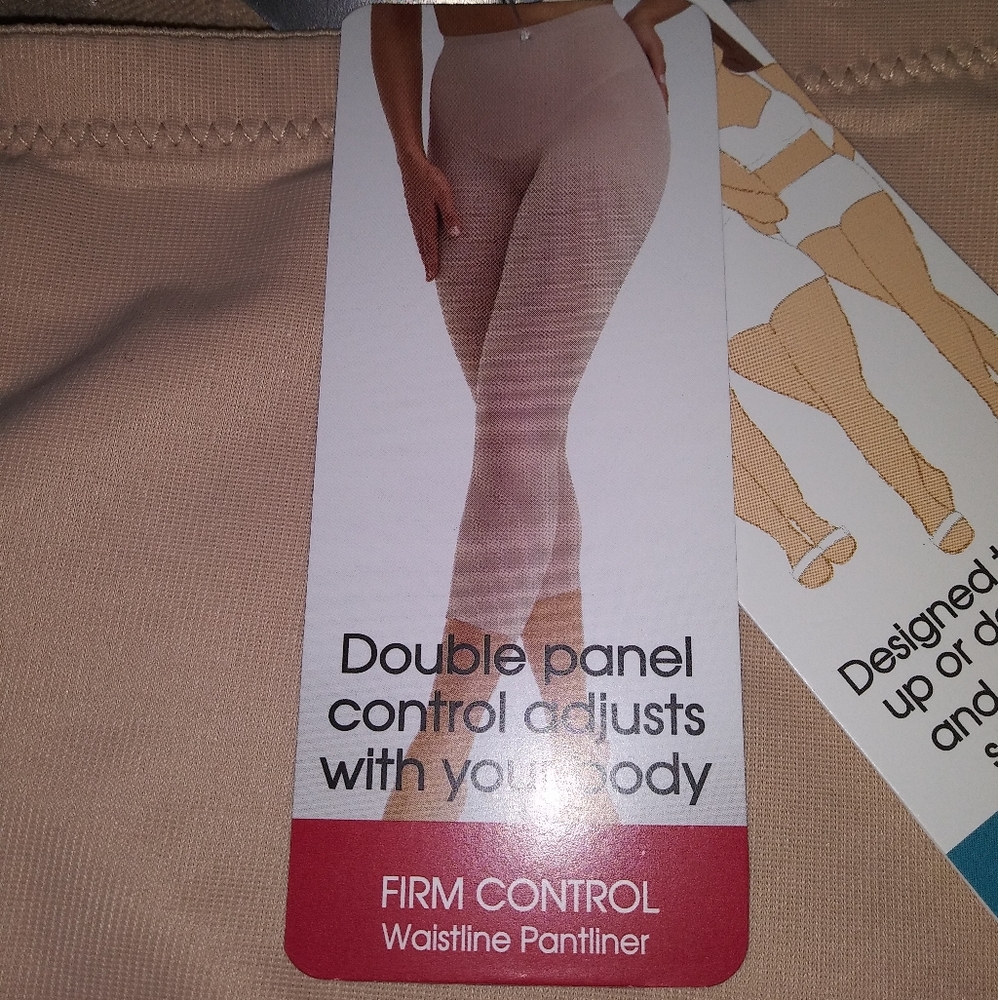 Double panel
control adjusts
with your body
FIRM CONTROL
Waistline Pantliner
Designed
up or
and